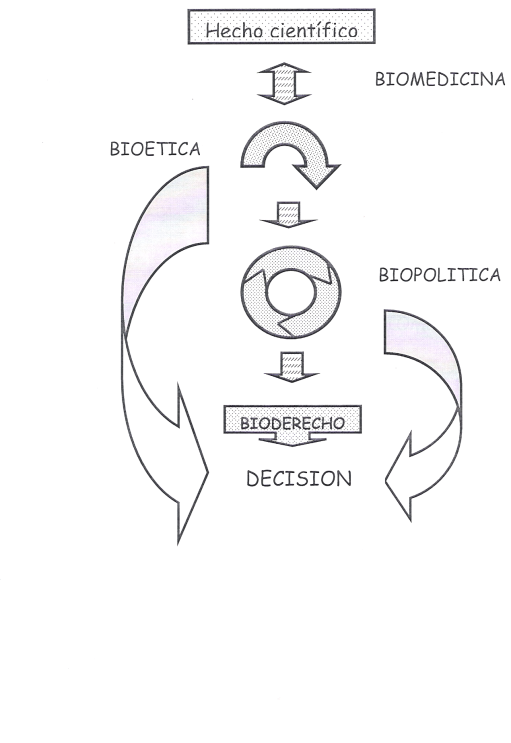 Hecho científico
BIOMEDICINA
BIOETICA
BIOPOLITICA
BIODERECHO
DECISION